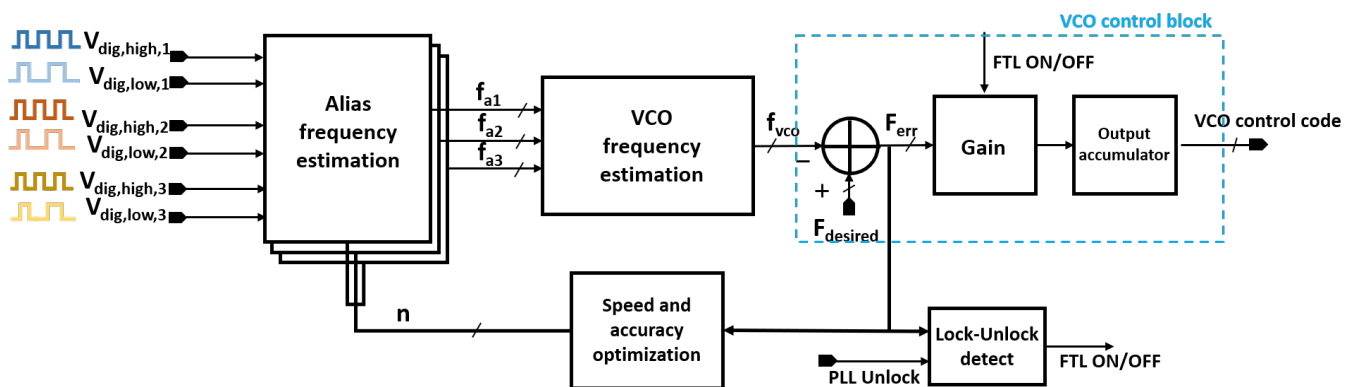 VCO control block
V_dig,high,1
V_dig,low,1
V_dig,high,2
V_dig,low,2
V_dig,high,3
V_dig,low,3
Alias
frequency
estimation
f_a1
f_a2
f_a3
VCO
frequency
estimation
f_vco
−
+
F_desired
F_err
FTL ON/OFF
Gain
Output
accumulator
VCO control code
n
Speed and
accuracy
optimization
Lock-Unlock
detect
PLL Unlock
FTL ON/OFF